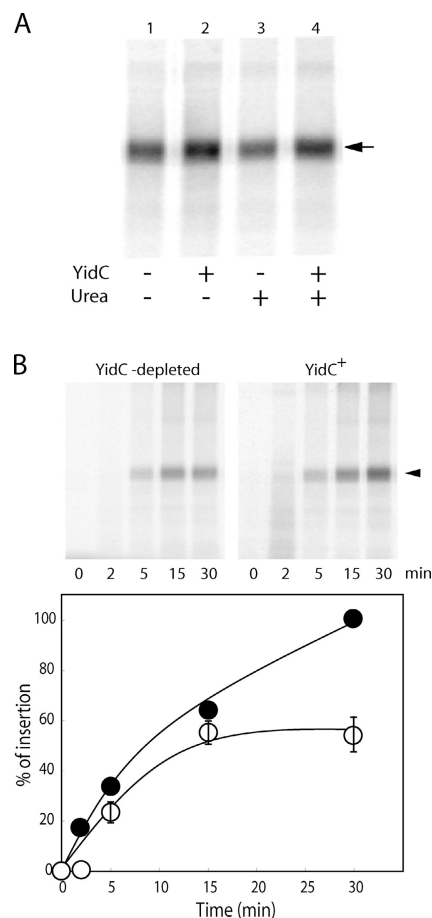 A
1 2 3 4
YidC - + - +
Urea - - + +
B
YidC -depleted YidC+
0 2 5 15 30 0 2 5 15 30 min
100
80
60
40
20
0
% of insertion
0 5 10 15 20 25 30
Time (min)